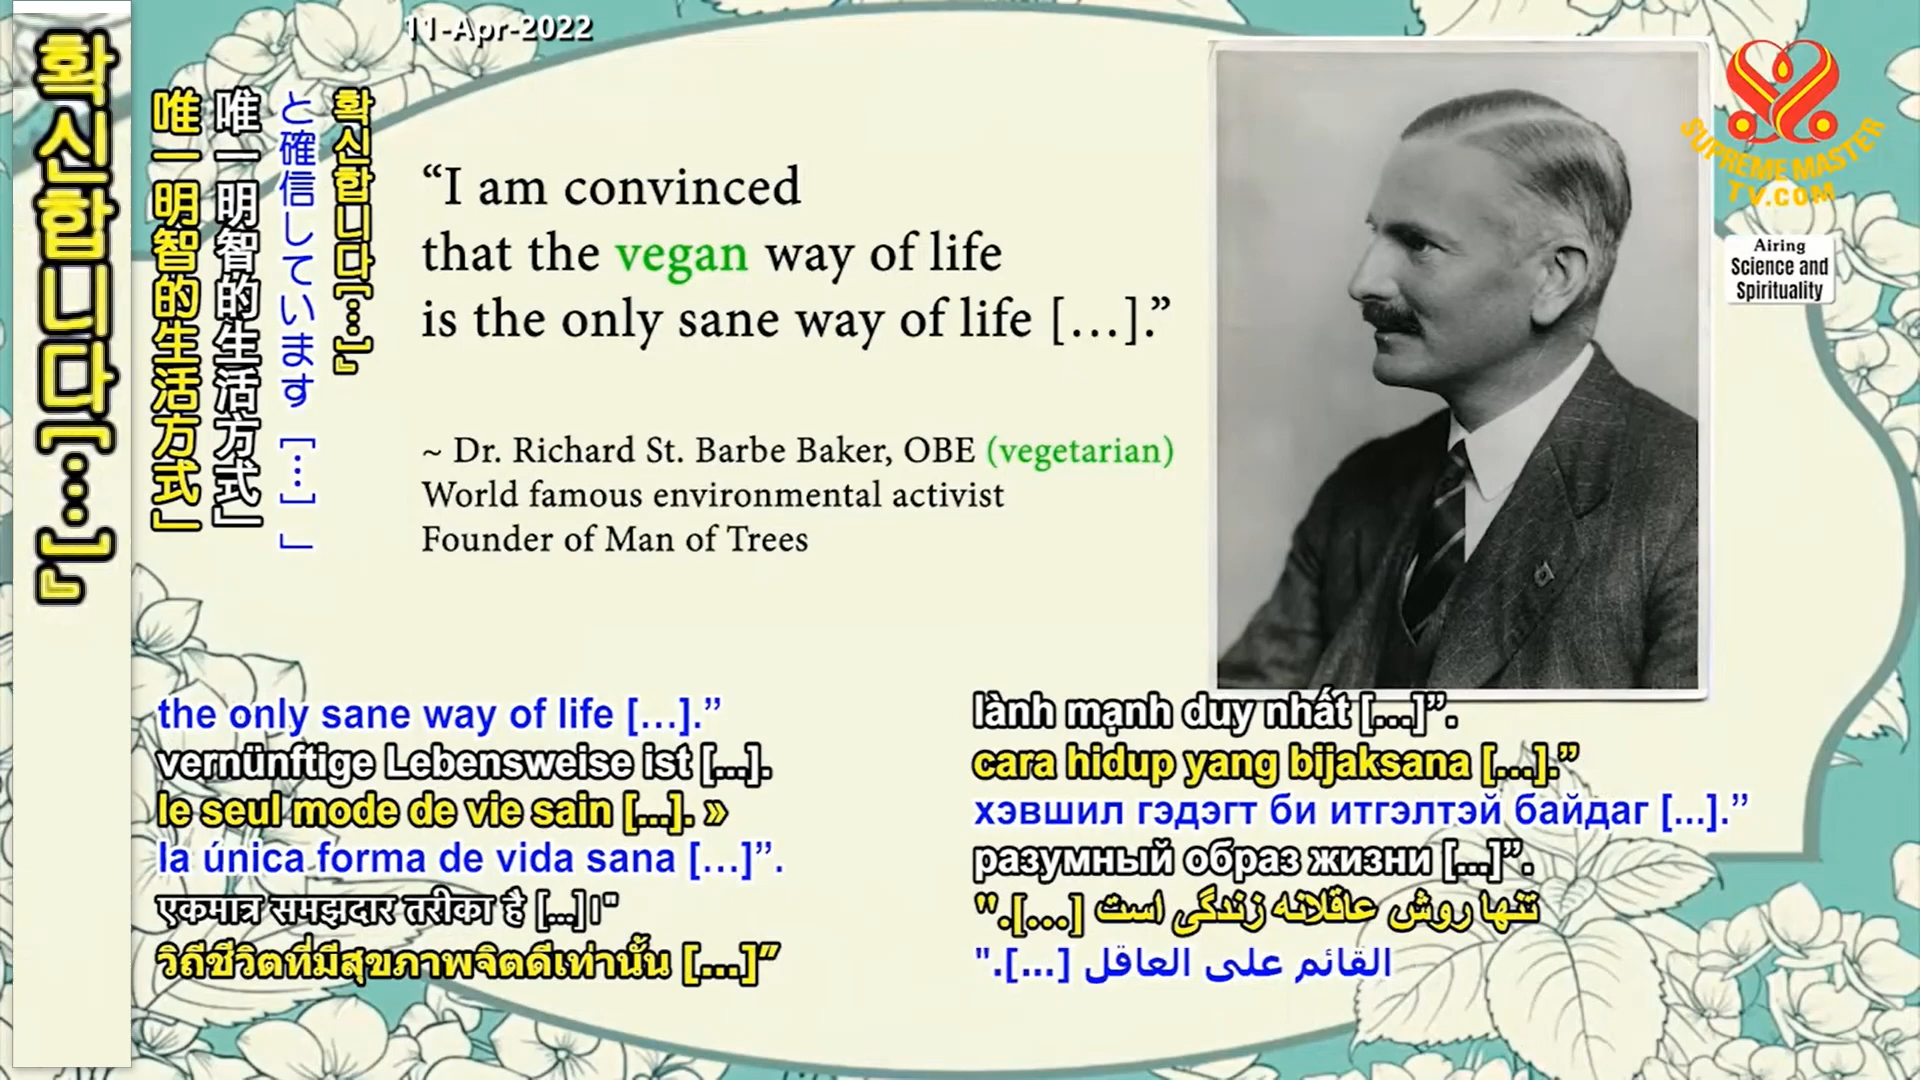 11-Apr-2022
확신합니다[…]』
唯一明智的生活方式」
唯一明智的生活方式」
と確信しています […] 」
확신합니다[…]』
“I am convinced
that the vegan way of life
is the only sane way of life […].”
~ Dr. Richard St. Barbe Baker, OBE (vegetarian)
World famous environmental activist
Founder of Man of Trees
SUPREME MASTER
TV.COM
Airing
Science and
Spirituality
the only sane way of life […].”
vernünftige Lebensweise ist [...].
le seul mode de vie sain [...]. »
la única forma de vida sana […]”.
एकमात्र समझदार तरीका है [...]।"
วิถีชีวิตที่มีสุขภาพจิตดีเท่านั้น […]”
lành mạnh duy nhất [...]”.
cara hidup yang bijaksana […].”
хэвшил гэдэгт би итгэлтэй байдаг [...].”
разумный образ жизни [...]”.
تنها روش عاقلانه زندگی است [...]."
القائم على العاقل [...]."